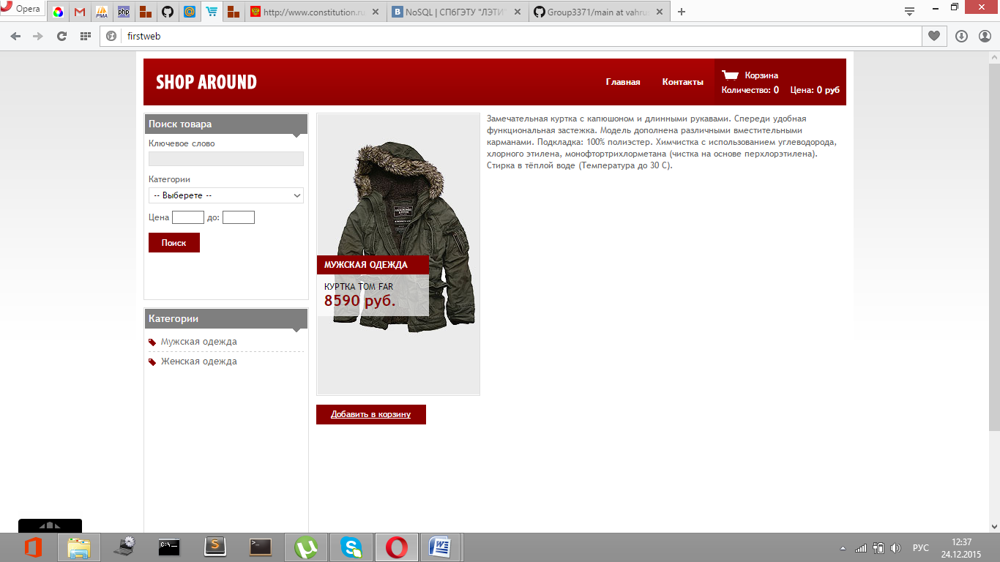 Opera
http://www.constitution.ru
NoSQL | СПбГЭТУ "ЛЭТИ"
Group3371/main at vahrus
firstweb
SHOP AROUND
Главная
Контакты
Корзина
Количество: 0 Цена: 0 руб
Поиск товара
Ключевое слово
Категории
-- Выберете --
Цена до:
Поиск
Категории
Мужская одежда
Женская одежда
МУЖСКАЯ ОДЕЖДА
КУРТКА TOM FAR
8590 руб.
Добавить в корзину
Замечательная куртка с капюшоном и длинными рукавами. Спереди удобная
функциональная застежка. Модель дополнена различными вместительными
карманами. Подкладка: 100% полиэстер. Химчистка с использованием углеводорода,
хлорного этилена, монофтортрихлорметана (чистка на основе перхлорэтилена).
Стирка в тёплой воде (Температура до 30 С).
РУС
12:37
24.12.2015